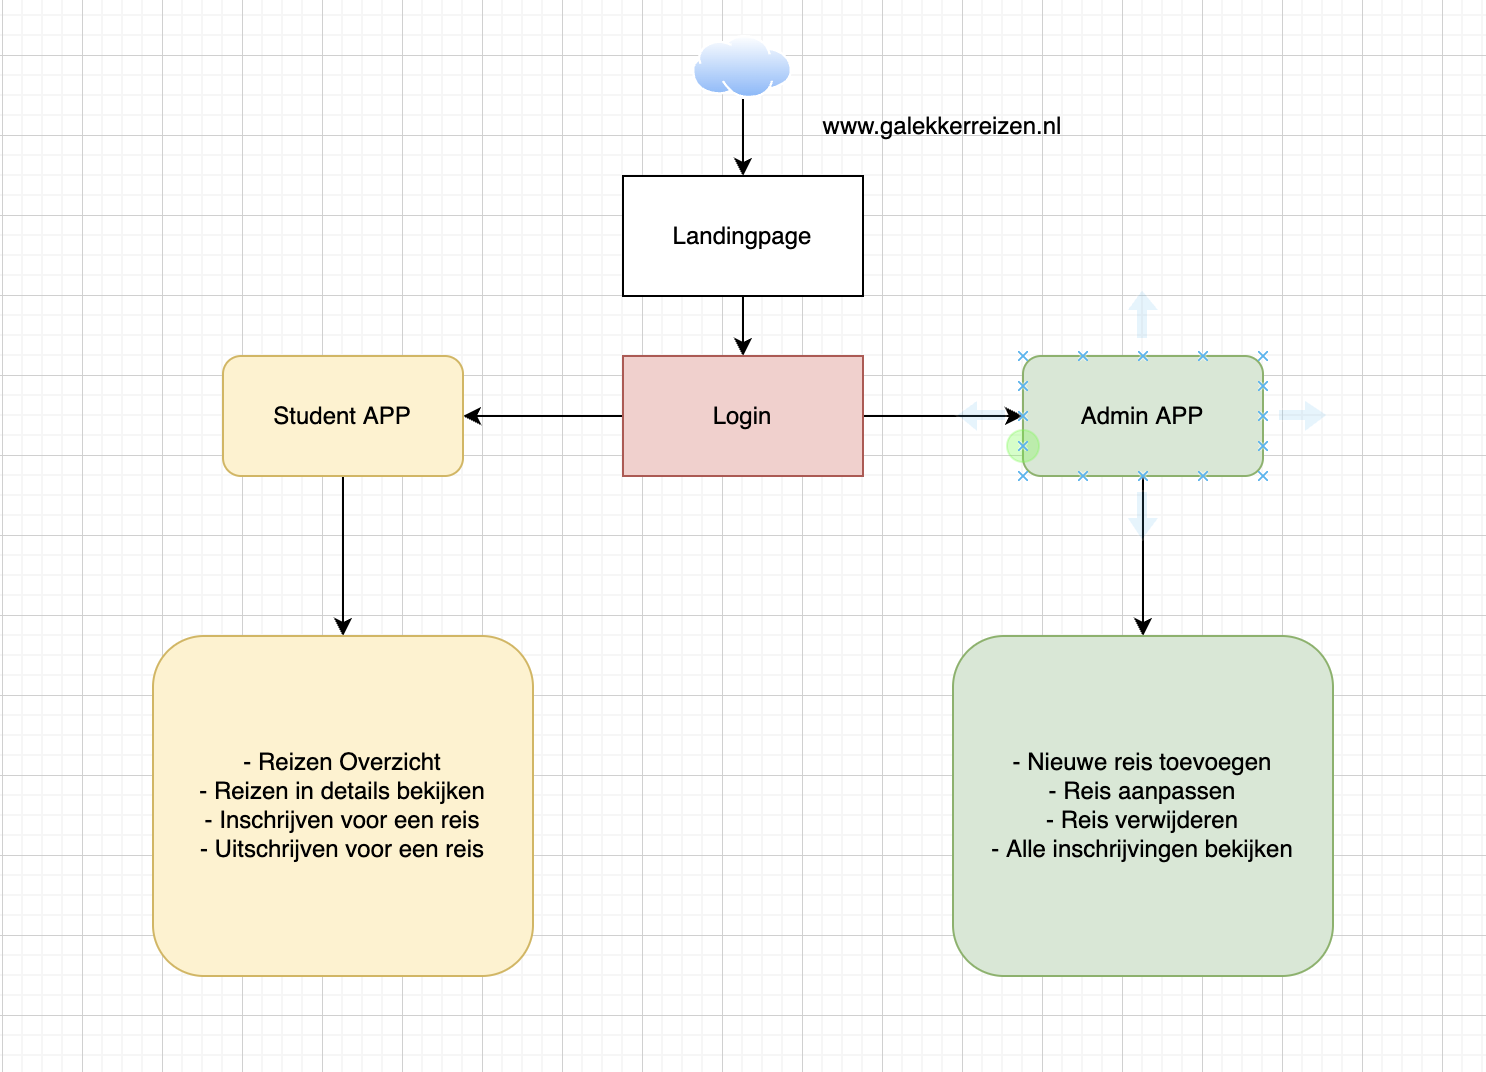 www.galekkerreizen.nl
Landingpage
Student APP
Login
Admin APP
- Reizen Overzicht
- Reizen in details bekijken
- Inschrijven voor een reis
- Uitschrijven voor een reis
- Nieuwe reis toevoegen
- Reis aanpassen
- Reis verwijderen
- Alle inschrijvingen bekijken